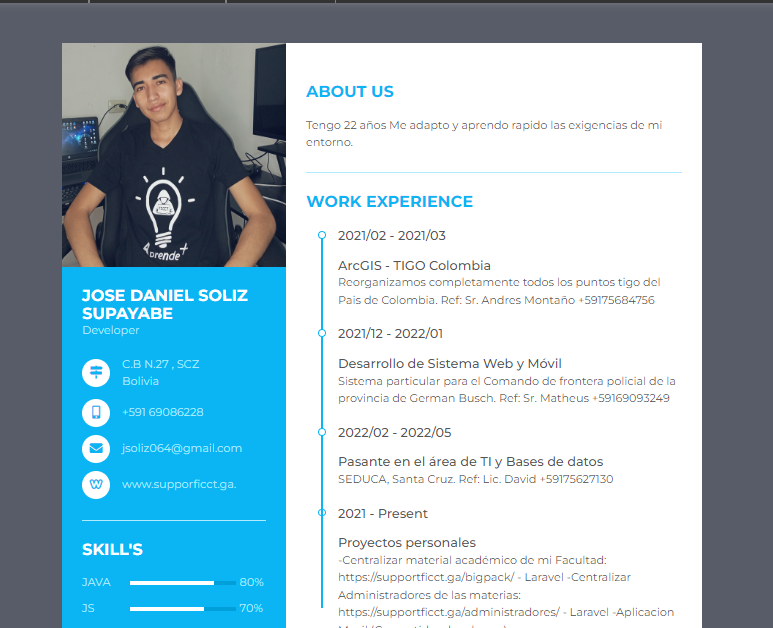 Aprende+
JOSE DANIEL SOLIZ
SUPAYABE
Developer
C.B N.27 , SCZ
Bolivia
+591 69086228
jsoliz064@gmail.com
www.supporficct.ga.
SKILL'S
JAVA 80%
JS 70%
ABOUT US
Tengo 22 años Me adapto y aprendo rapido las exigencias de mi
entorno.
WORK EXPERIENCE
2021/02 - 2021/03
ArcGIS - TIGO Colombia
Reorganizamos completamente todos los puntos tigo del
Pais de Colombia. Ref: Sr. Andres Montaño +59175684756
2021/12 - 2022/01
Desarrollo de Sistema Web y Móvil
Sistema particular para el Comando de frontera policial de la
provincia de German Busch. Ref: Sr. Matheus +59169093249
2022/02 - 2022/05
Pasante en el área de TI y Bases de datos
SEDUCA, Santa Cruz. Ref: Lic. David +59175627130
2021 - Present
Proyectos personales
-Centralizar material académico de mi Facultad:
https://supportficct.ga/bigpack/ - Laravel -Centralizar
Administradores de las materias:
https://supportficct.ga/administradores/ - Laravel -Aplicacion